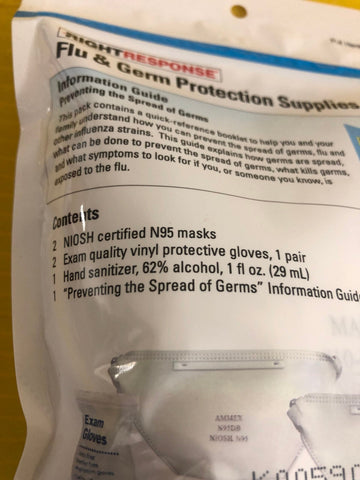 RIGHTRESPONSE
Flu & Germ Protection Supplies
Information Guide
Preventing the Spread of Germs
This pack contains a quick-reference booklet to help you and your
family understand how you can prevent the spread of germs, flu and
other influenza strains. This guide explains how germs are spread,
what can be done to prevent the spread of germs, what kills germs,
and what symptoms to look for if you, or someone you know, is
exposed to the flu.
Contents
2 NIOSH certified N95 masks
2 Exam quality vinyl protective gloves, 1 pair
1 Hand sanitizer, 62% alcohol, 1 fl oz. (29 mL)
1 "Preventing the Spread of Germs" Information Guide
N95DB
NIOSH N95
Exam
Gloves